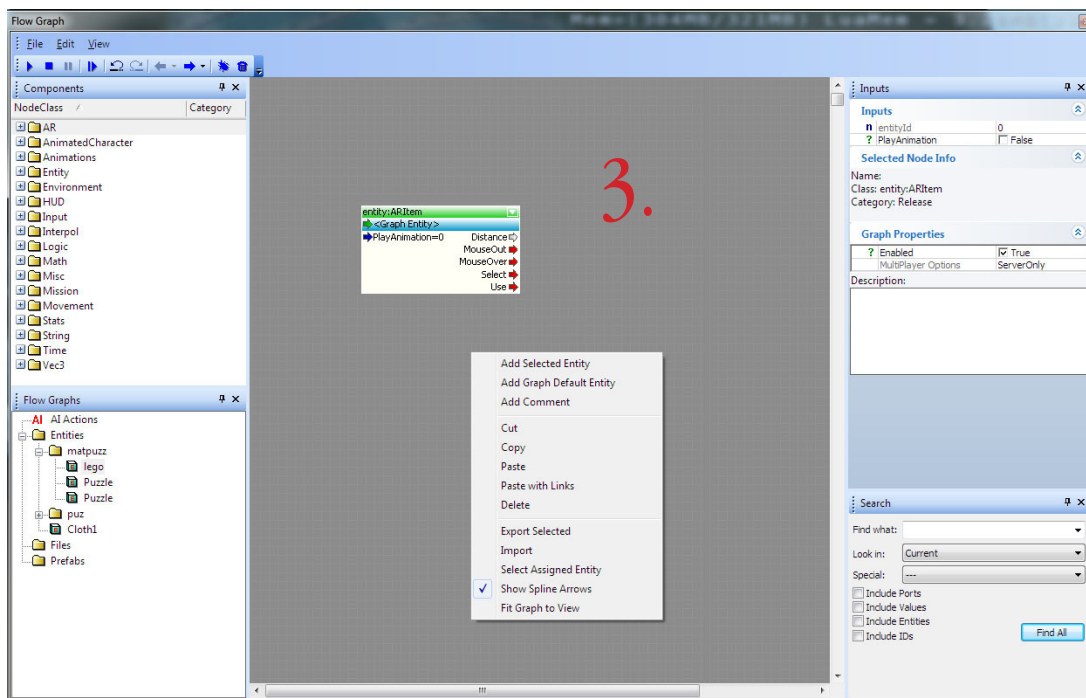 Flow Graph
File Edit View
Components
NodeClass / Category
AR
AnimatedCharacter
Animations
Entity
Environment
HUD
Input
Interpol
Logic
Math
Misc
Mission
Movement
Stats
String
Time
Vec3
Flow Graphs
AI AI Actions
Entities
matpuzz
lego
Puzzle
Puzzle
puz
Cloth1
Files
Prefabs
3.
entity:ARItem
<Graph Entity>
PlayAnimation=0 Distance
MouseOut
MouseOver
Select
Use
Add Selected Entity
Add Graph Default Entity
Add Comment
Cut
Copy
Paste
Paste with Links
Delete
Export Selected
Import
Select Assigned Entity
Show Spline Arrows
Fit Graph to View
Inputs
Inputs
n entityId 0
? PlayAnimation False
Selected Node Info
Name:
Class: entity:ARItem
Category: Release
Graph Properties
? Enabled True
MultiPlayer Options ServerOnly
Description:
Search
Find what:
Look in: Current
Special: ---
Include Ports
Include Values
Include Entities
Include IDs
Find All